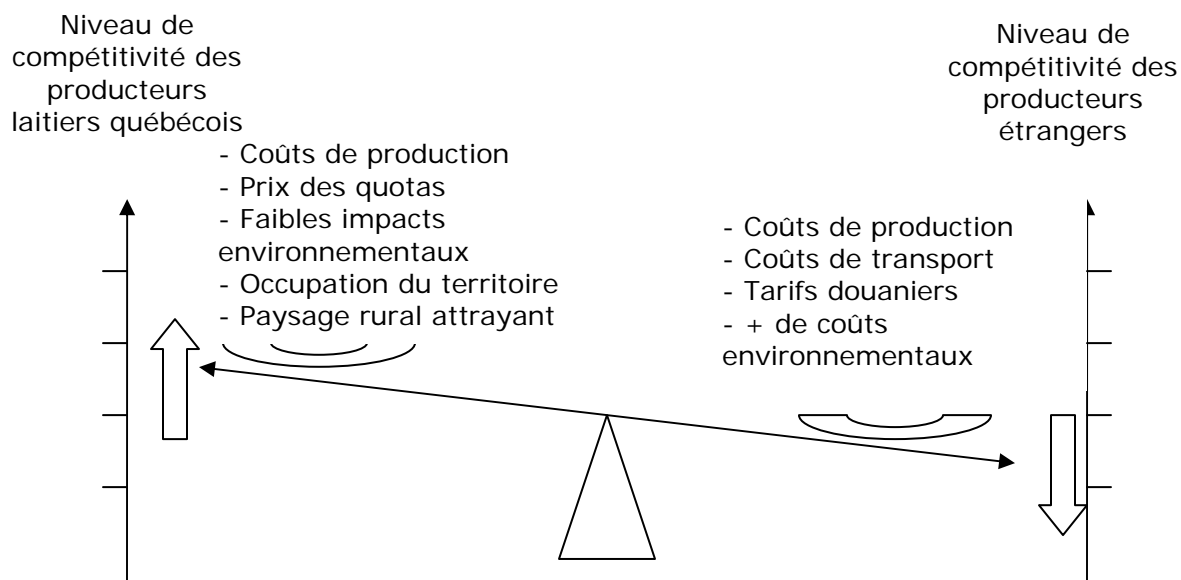 Niveau de
compétitivité des
producteurs
laitiers québécois
- Coûts de production
- Prix des quotas
- Faibles impacts
environnementaux
- Occupation du territoire
- Paysage rural attrayant
Niveau de
compétitivité des
producteurs
étrangers
- Coûts de production
- Coûts de transport
- Tarifs douaniers
- + de coûts
environnementaux